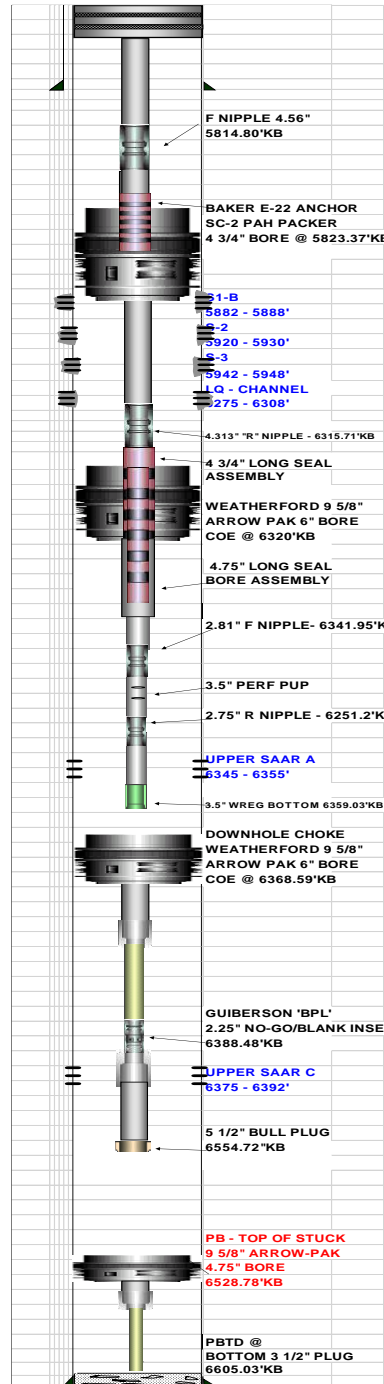 F NIPPLE 4.56"
5814.80'KB
BAKER E-22 ANCHOR
SC-2 PAH PACKER
4 3/4" BORE @ 5823.37'KB
S1-B
5882 - 5888'
S-2
5920 - 5930'
S-3
5942 - 5948'
LQ - CHANNEL
6275 - 6308'
4.313" "R" NIPPLE - 6315.71'KB
4 3/4" LONG SEAL
ASSEMBLY
WEATHERFORD 9 5/8"
ARROW PAK 6" BORE
COE @ 6320'KB
4.75" LONG SEAL
BORE ASSEMBLY
2.81" F NIPPLE- 6341.95'K
3.5" PERF PUP
2.75" R NIPPLE - 6251.2'K
UPPER SAAR A
6345 - 6355'
3.5" WREG BOTTOM 6359.03'KB
DOWNHOLE CHOKE
WEATHERFORD 9 5/8"
ARROW PAK 6" BORE
COE @ 6368.59'KB
GUIBERSON 'BPL'
2.25" NO-GO/BLANK INSE
6388.48'KB
UPPER SAAR C
6375 - 6392'
5 1/2" BULL PLUG
6554.72"KB
PB - TOP OF STUCK
9 5/8" ARROW-PAK
4.75" BORE
6528.78'KB
PBTD @
BOTTOM 3 1/2" PLUG
6605.03'KB